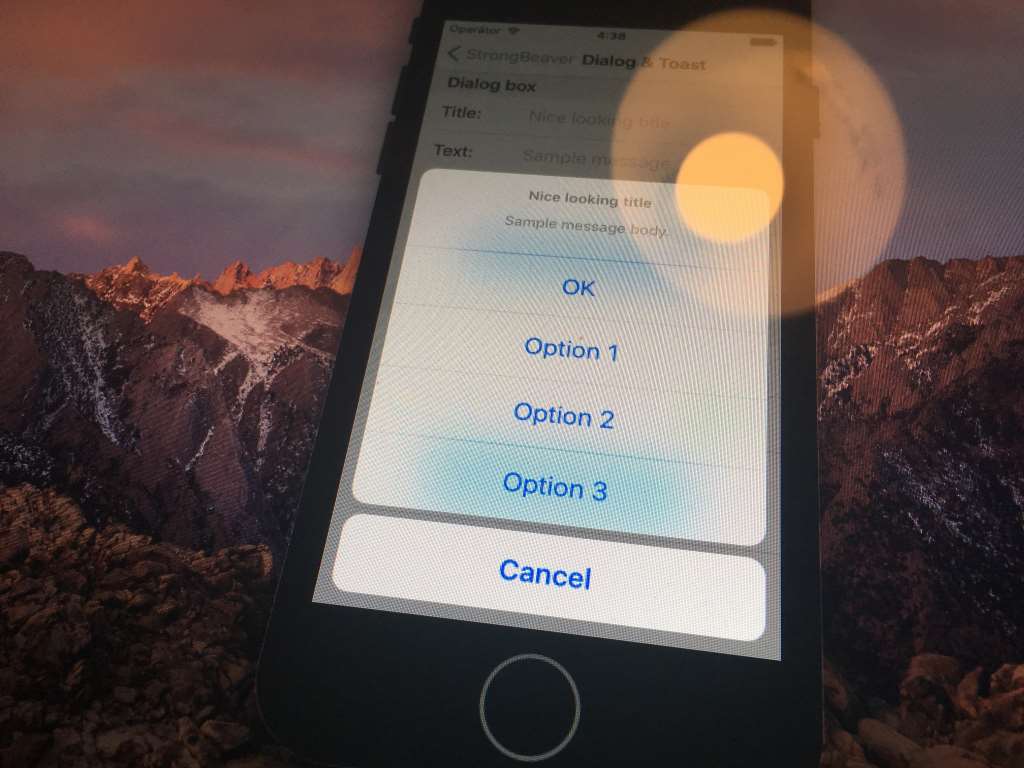 Operátor 4:38
StrongBeaver Dialog & Toast
Dialog box
Title: Nice looking title
Text: Sample message
Nice looking title
Sample message body.
OK
Option 1
Option 2
Option 3
Cancel